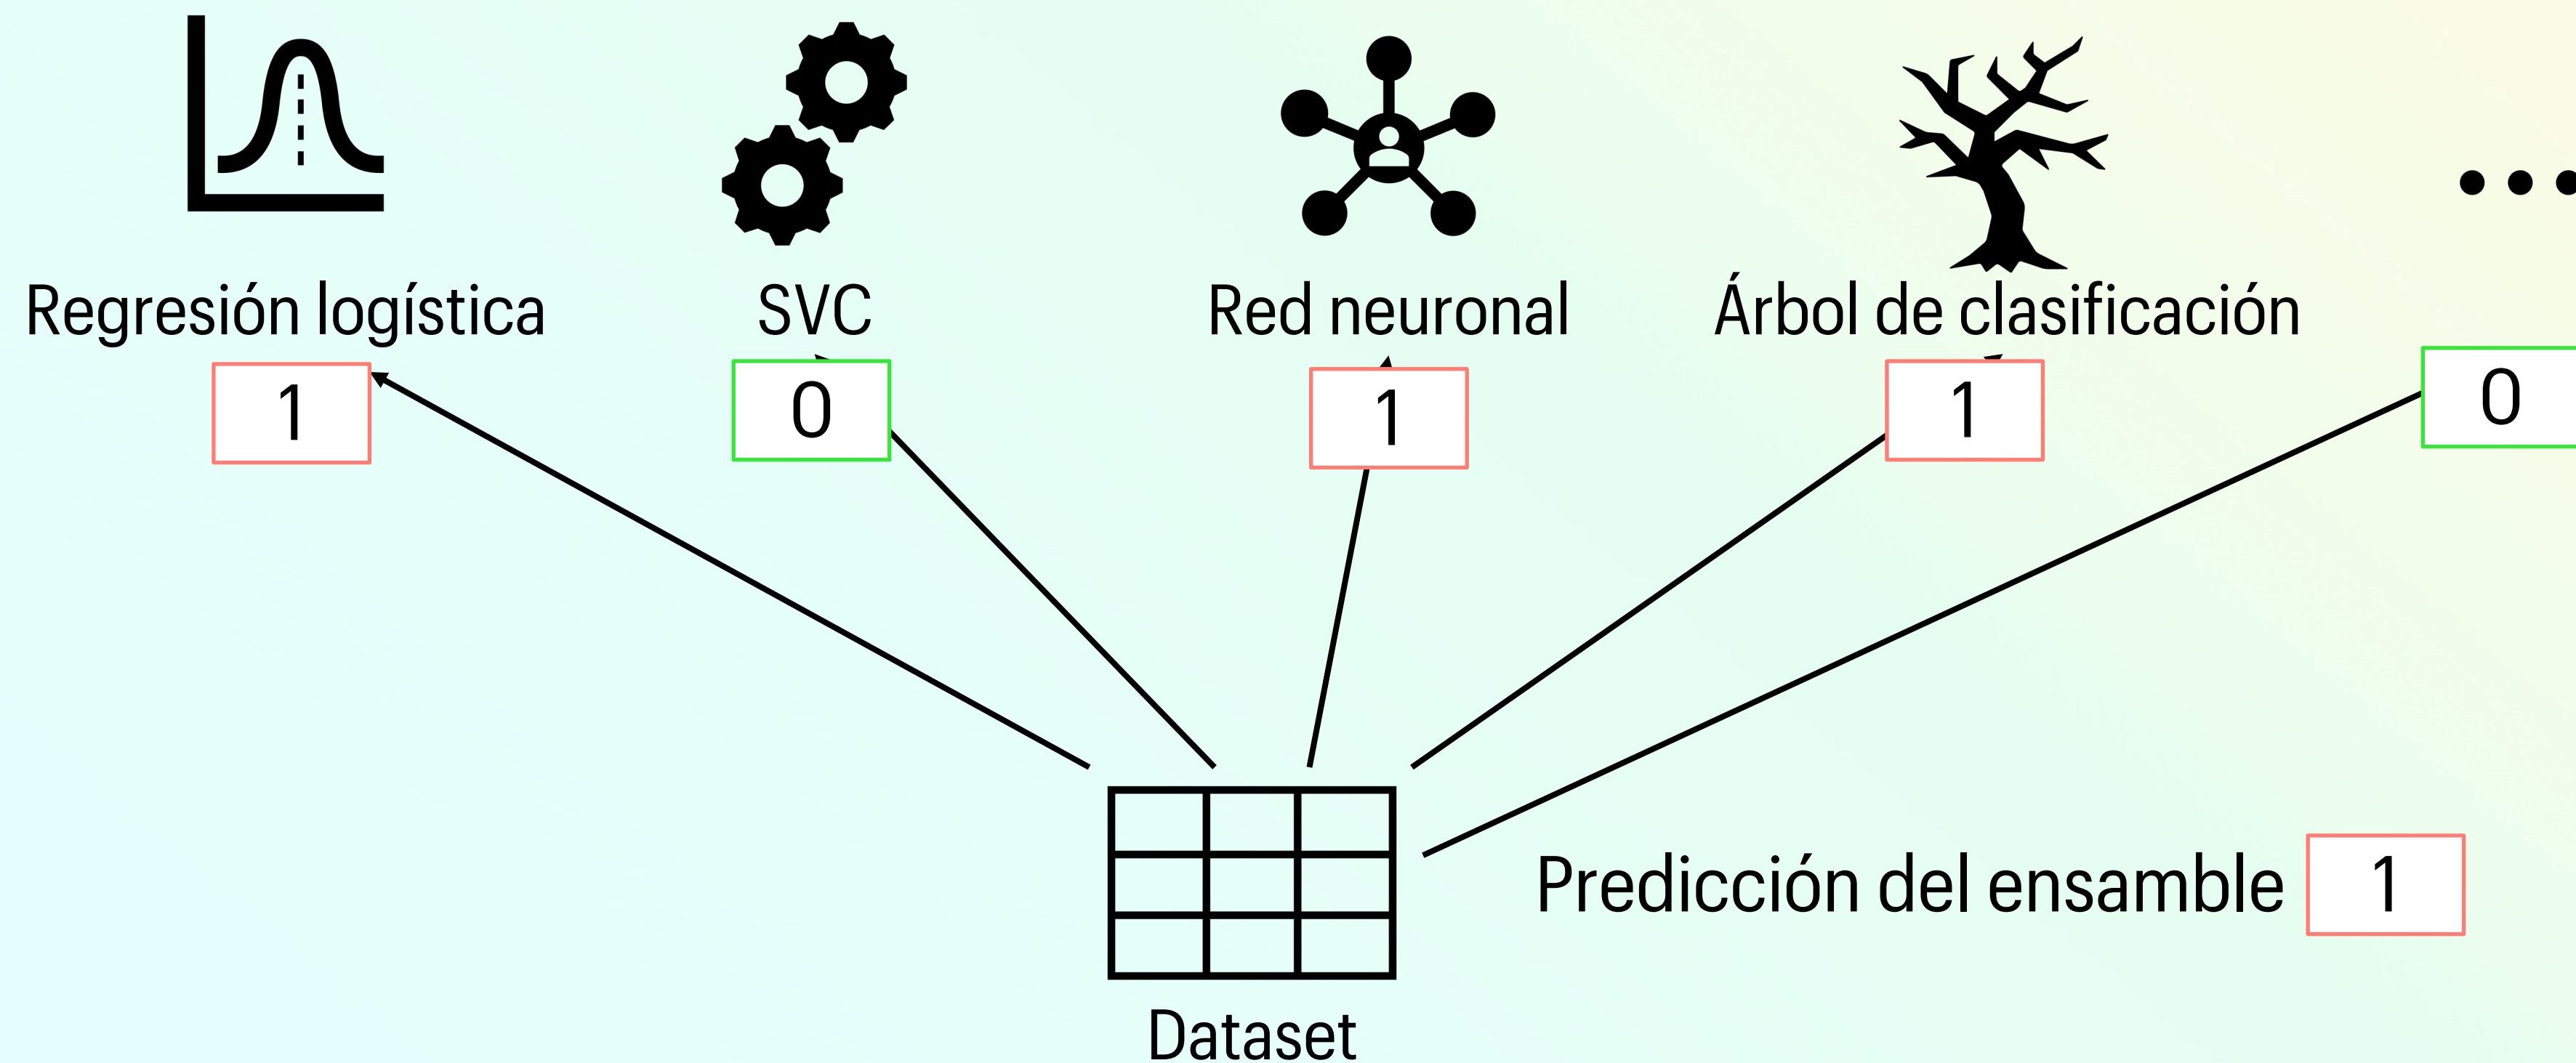 ...
Regresión logística
SVC
Red neuronal
Árbol de clasificación
1
0
1
1
0
Predicción del ensamble
1
Dataset